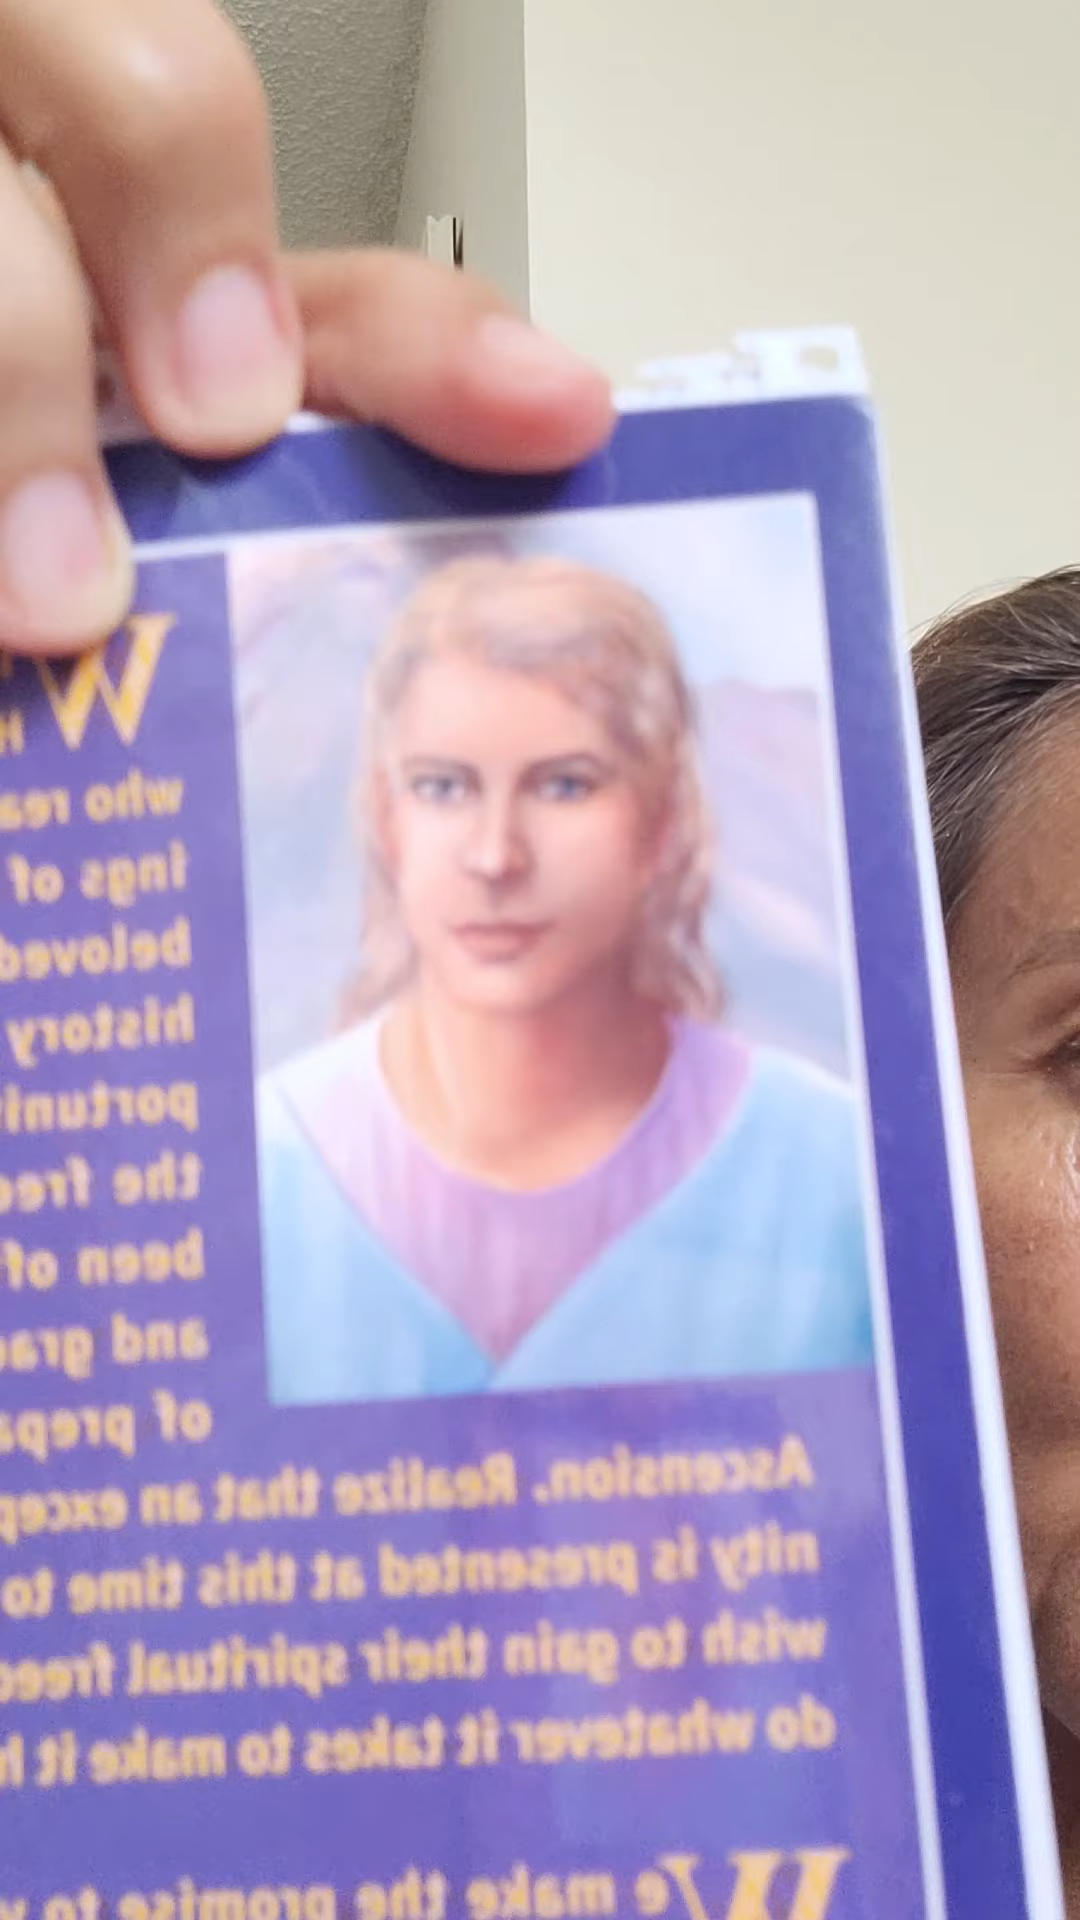 W
who rea
ings of
beloved
history
portuni
the free
been of
and grac
of prepa
Ascension. Realize that an excep
nity is presented at this time to
wish to gain their spiritual freed
do whatever it takes to make it h
We make the promise to y